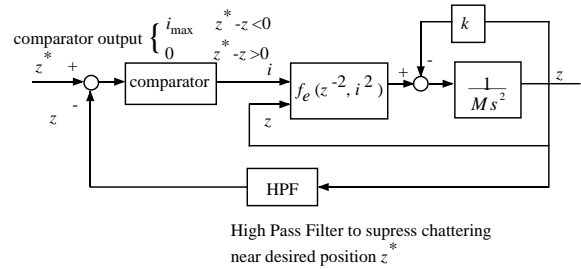 comparator output { i_max z* -z <0
0 z* -z >0
z* +
-
z
comparator
i
z
f_e (z^-2, i^2)
+
-
k
1
M s^2
z
HPF
High Pass Filter to supress chattering
near desired position z*